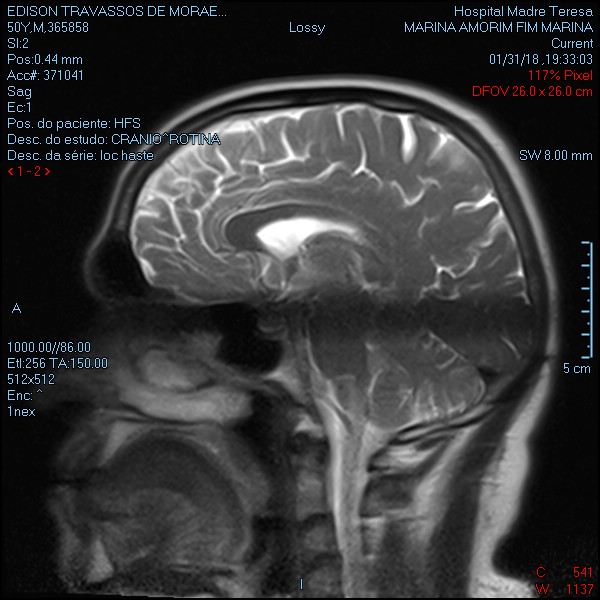 EDISON TRAVASSOS DE MORAE...
50Y,M,365858
Sl:2
Pos:0.44 mm
Acc#: 371041
Sag
Ec:1
Pos. do paciente: HFS
Desc. do estudo: CRANIO^ROTINA
Desc. da série: loc haste
< 1 - 2 >
Lossy
Hospital Madre Teresa
MARINA AMORIM FIM MARINA
Current
01/31/18 ,19:33:03
117% Pixel
DFOV 26.0 x 26.0 cm
SW 8.00 mm
A
5 cm
1000.00//86.00
Etl:256 TA:150.00
512x512
Enc: ^
1nex
I
C 541
W 1137